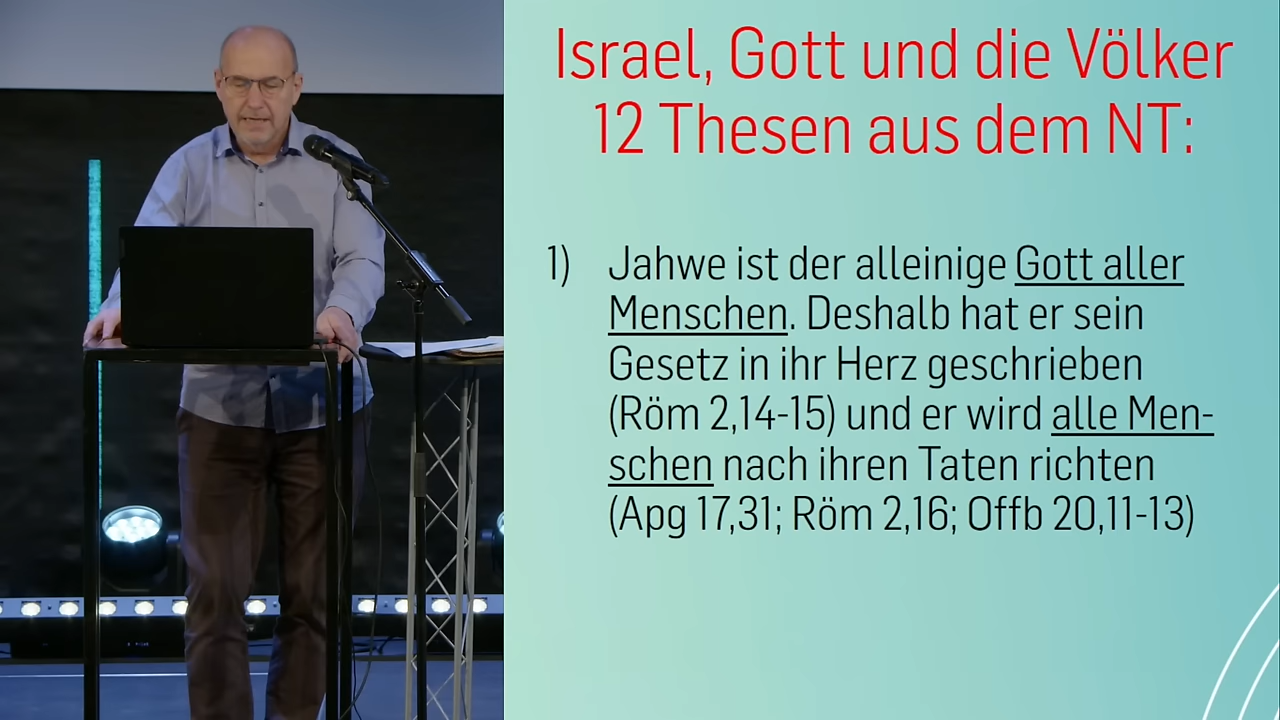 Israel, Gott und die Völker
12 Thesen aus dem NT:
1) Jahwe ist der alleinige Gott aller
Menschen. Deshalb hat er sein
Gesetz in ihr Herz geschrieben
(Röm 2,14-15) und er wird alle Men-
schen nach ihren Taten richten
(Apg 17,31; Röm 2,16; Offb 20,11-13)